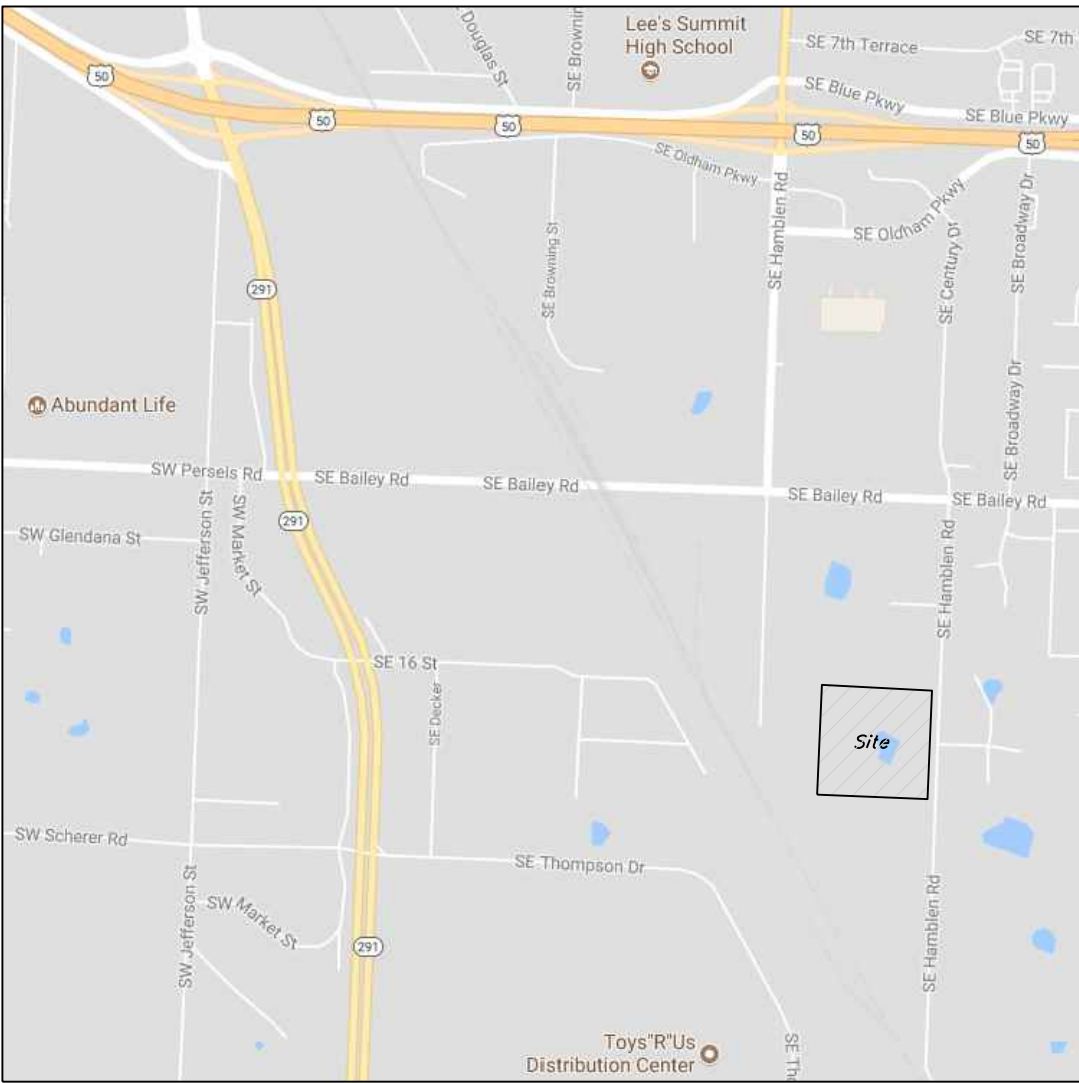 Lee's Summit
High School
Douglas St
SE Browni
SE 7th Terrace
SE 7th
50
SE Blue Pkwy
SE Blue Pkwy
50
50
50
50
SE Oldham Pkwy
SE Oldham Pkwy
SE Hamblen Rd
SE Century Dr
SE Broadway Dr
SE Browning St
291
SE Broadway Dr
Abundant Life
SW Persels Rd
SE Bailey Rd
SE Bailey Rd
SE Bailey Rd
SE Bailey Rd
291
SW Glendana St
SW Jefferson St
SW Market St
SE Hamblen Rd
SE 16 St
SE Decker
Site
SW Scherer Rd
SE Thompson Dr
SW Jefferson St
SW Market St
291
SE Hamblen Rd
Toys"R"Us
Distribution Center
SE Th